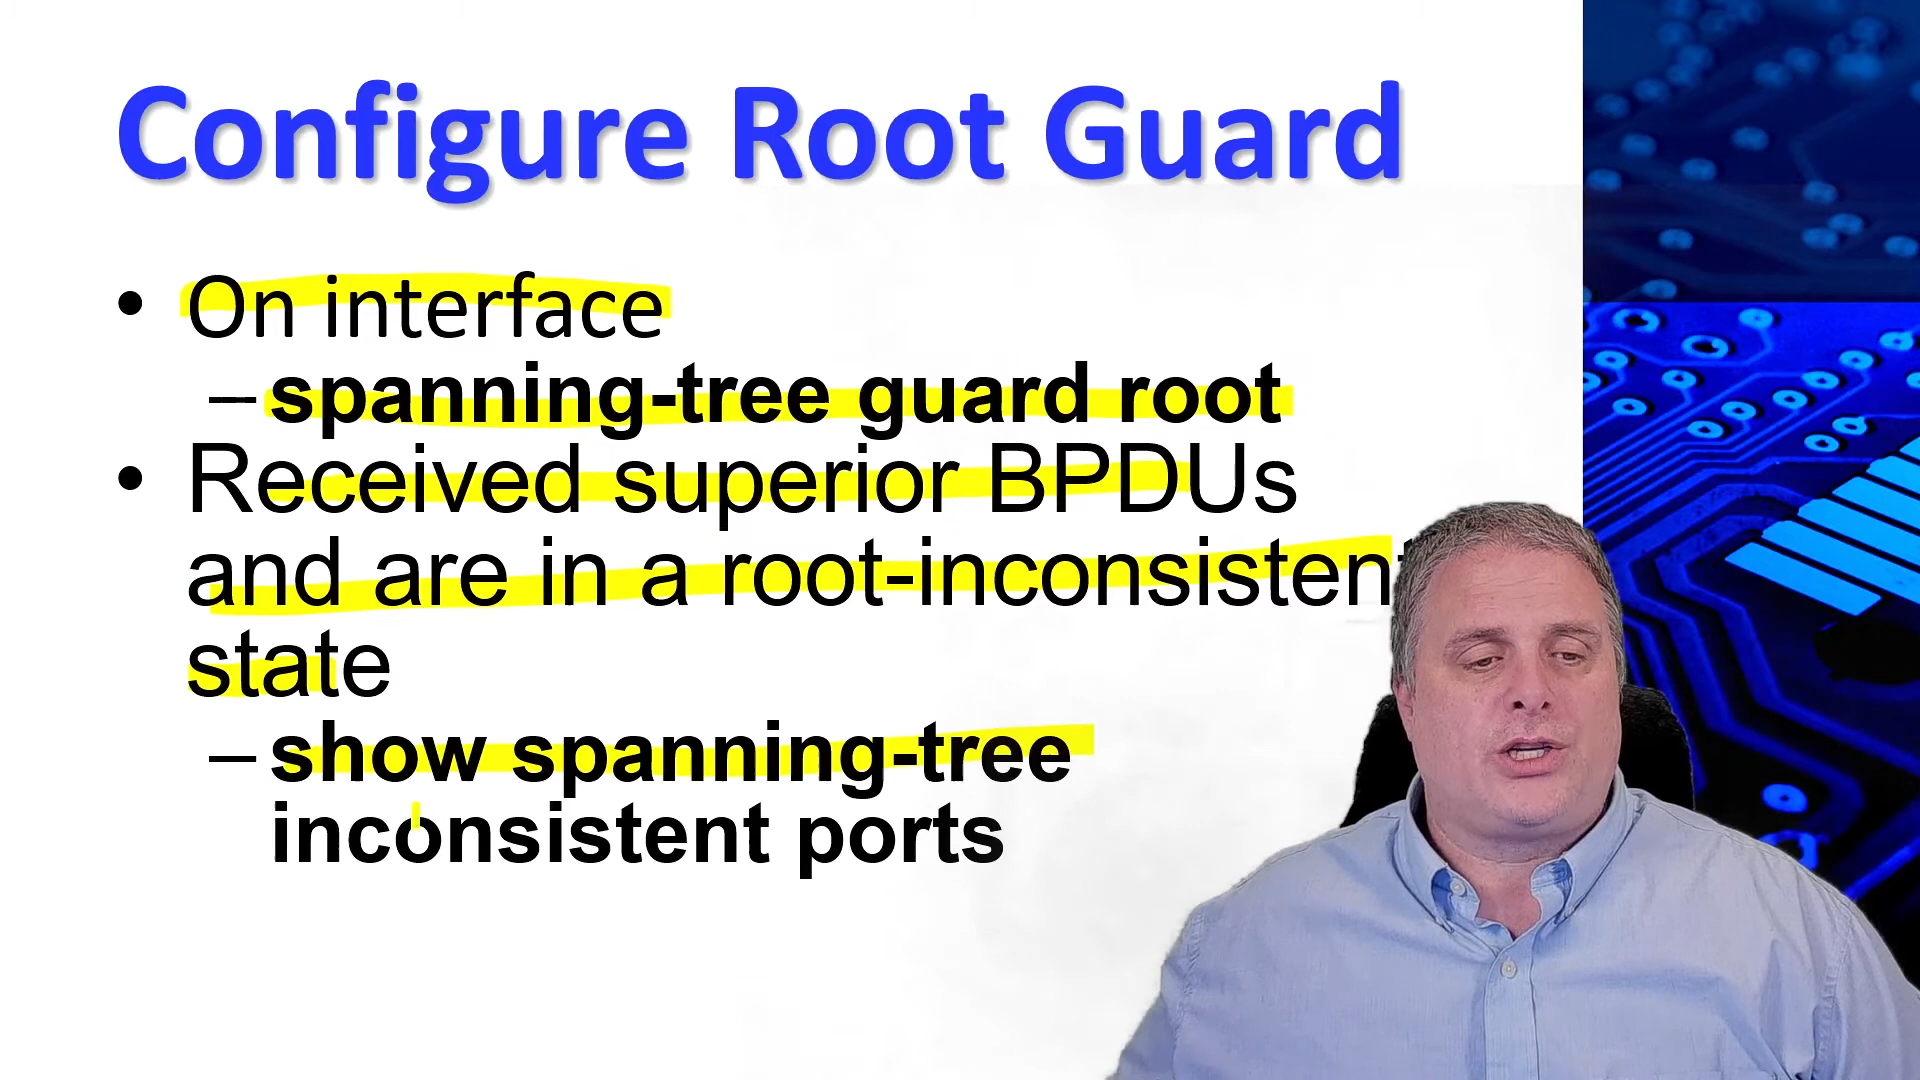 Configure Root Guard
• On interface
– spanning-tree guard root
• Received superior BPDUs
and are in a root-inconsistent
state
– show spanning-tree
inconsistent ports